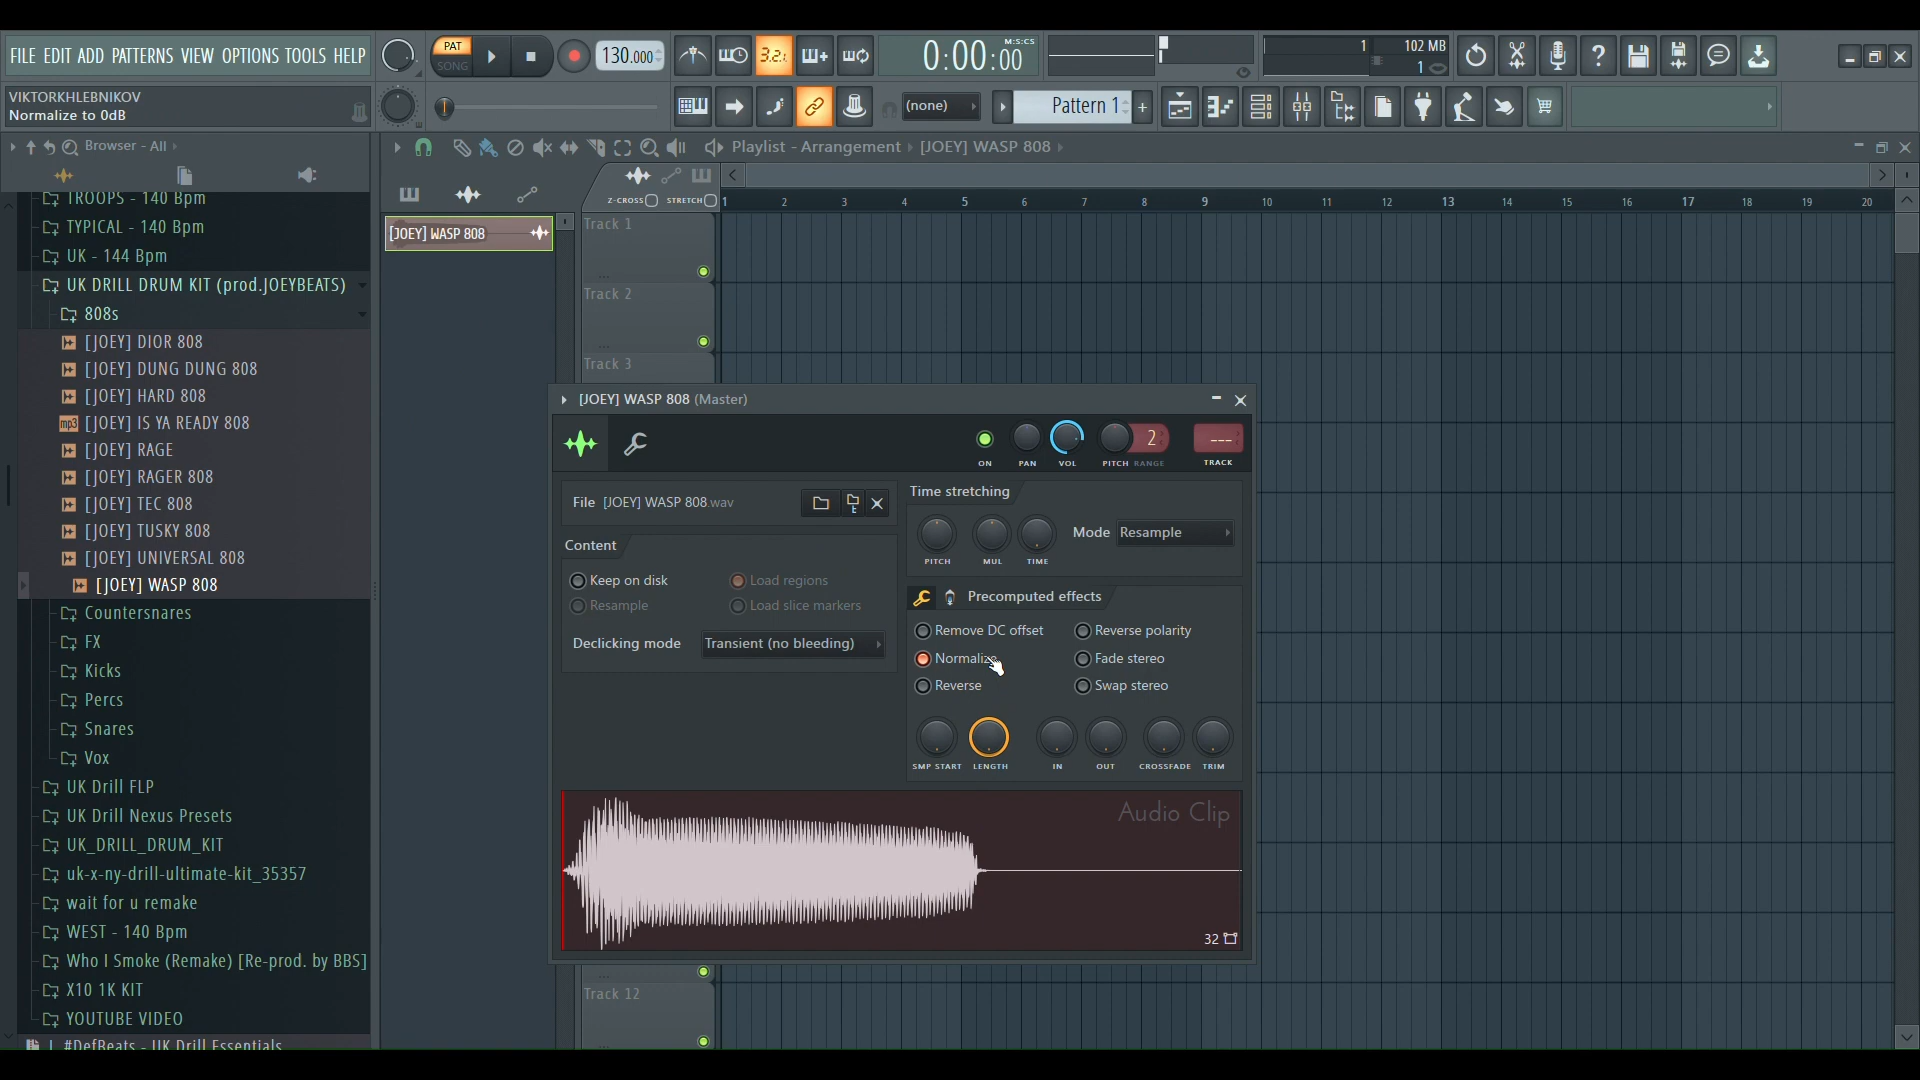 FILE EDIT ADD PATTERNS VIEW OPTIONS TOOLS HELP
PAT
SONG
130.000
3.2.
0:00:00
M:S:CS
1
102 MB
1
VIKTORKHLEBNIKOV
Normalize to 0dB
(none)
Pattern 1
+
Browser - All
Playlist - Arrangement
[JOEY] WASP 808
Z-CROSS
STRETCH
1 2 3 4 5 6 7 8 9 10 11 12 13 14 15 16 17 18 19 20
[JOEY] WASP 808
Track 1
Track 2
Track 3
Track 12
TROOPS - 140 Bpm
TYPICAL - 140 Bpm
UK - 144 Bpm
UK DRILL DRUM KIT (prod.JOEYBEATS)
808s
[JOEY] DIOR 808
[JOEY] DUNG DUNG 808
[JOEY] HARD 808
mp3
[JOEY] IS YA READY 808
[JOEY] RAGE
[JOEY] RAGER 808
[JOEY] TEC 808
[JOEY] TUSKY 808
[JOEY] UNIVERSAL 808
[JOEY] WASP 808
Countersnares
FX
Kicks
Percs
Snares
Vox
UK Drill FLP
UK Drill Nexus Presets
UK_DRILL_DRUM_KIT
uk-x-ny-drill-ultimate-kit_35357
wait for u remake
WEST - 140 Bpm
Who I Smoke (Remake) [Re-prod. by BBS]
X10 1K KIT
YOUTUBE VIDEO
#DefBeats - UK Drill Essentials
[JOEY] WASP 808 (Master)
ON
PAN
VOL
PITCH
RANGE
2
---
TRACK
File [JOEY] WASP 808.wav
Content
Keep on disk
Load regions
Resample
Load slice markers
Declicking mode
Transient (no bleeding)
Time stretching
PITCH
MUL
TIME
Mode
Resample
Precomputed effects
Remove DC offset
Reverse polarity
Normalize
Fade stereo
Reverse
Swap stereo
SMP START
LENGTH
IN
OUT
CROSSFADE
TRIM
Audio Clip
32